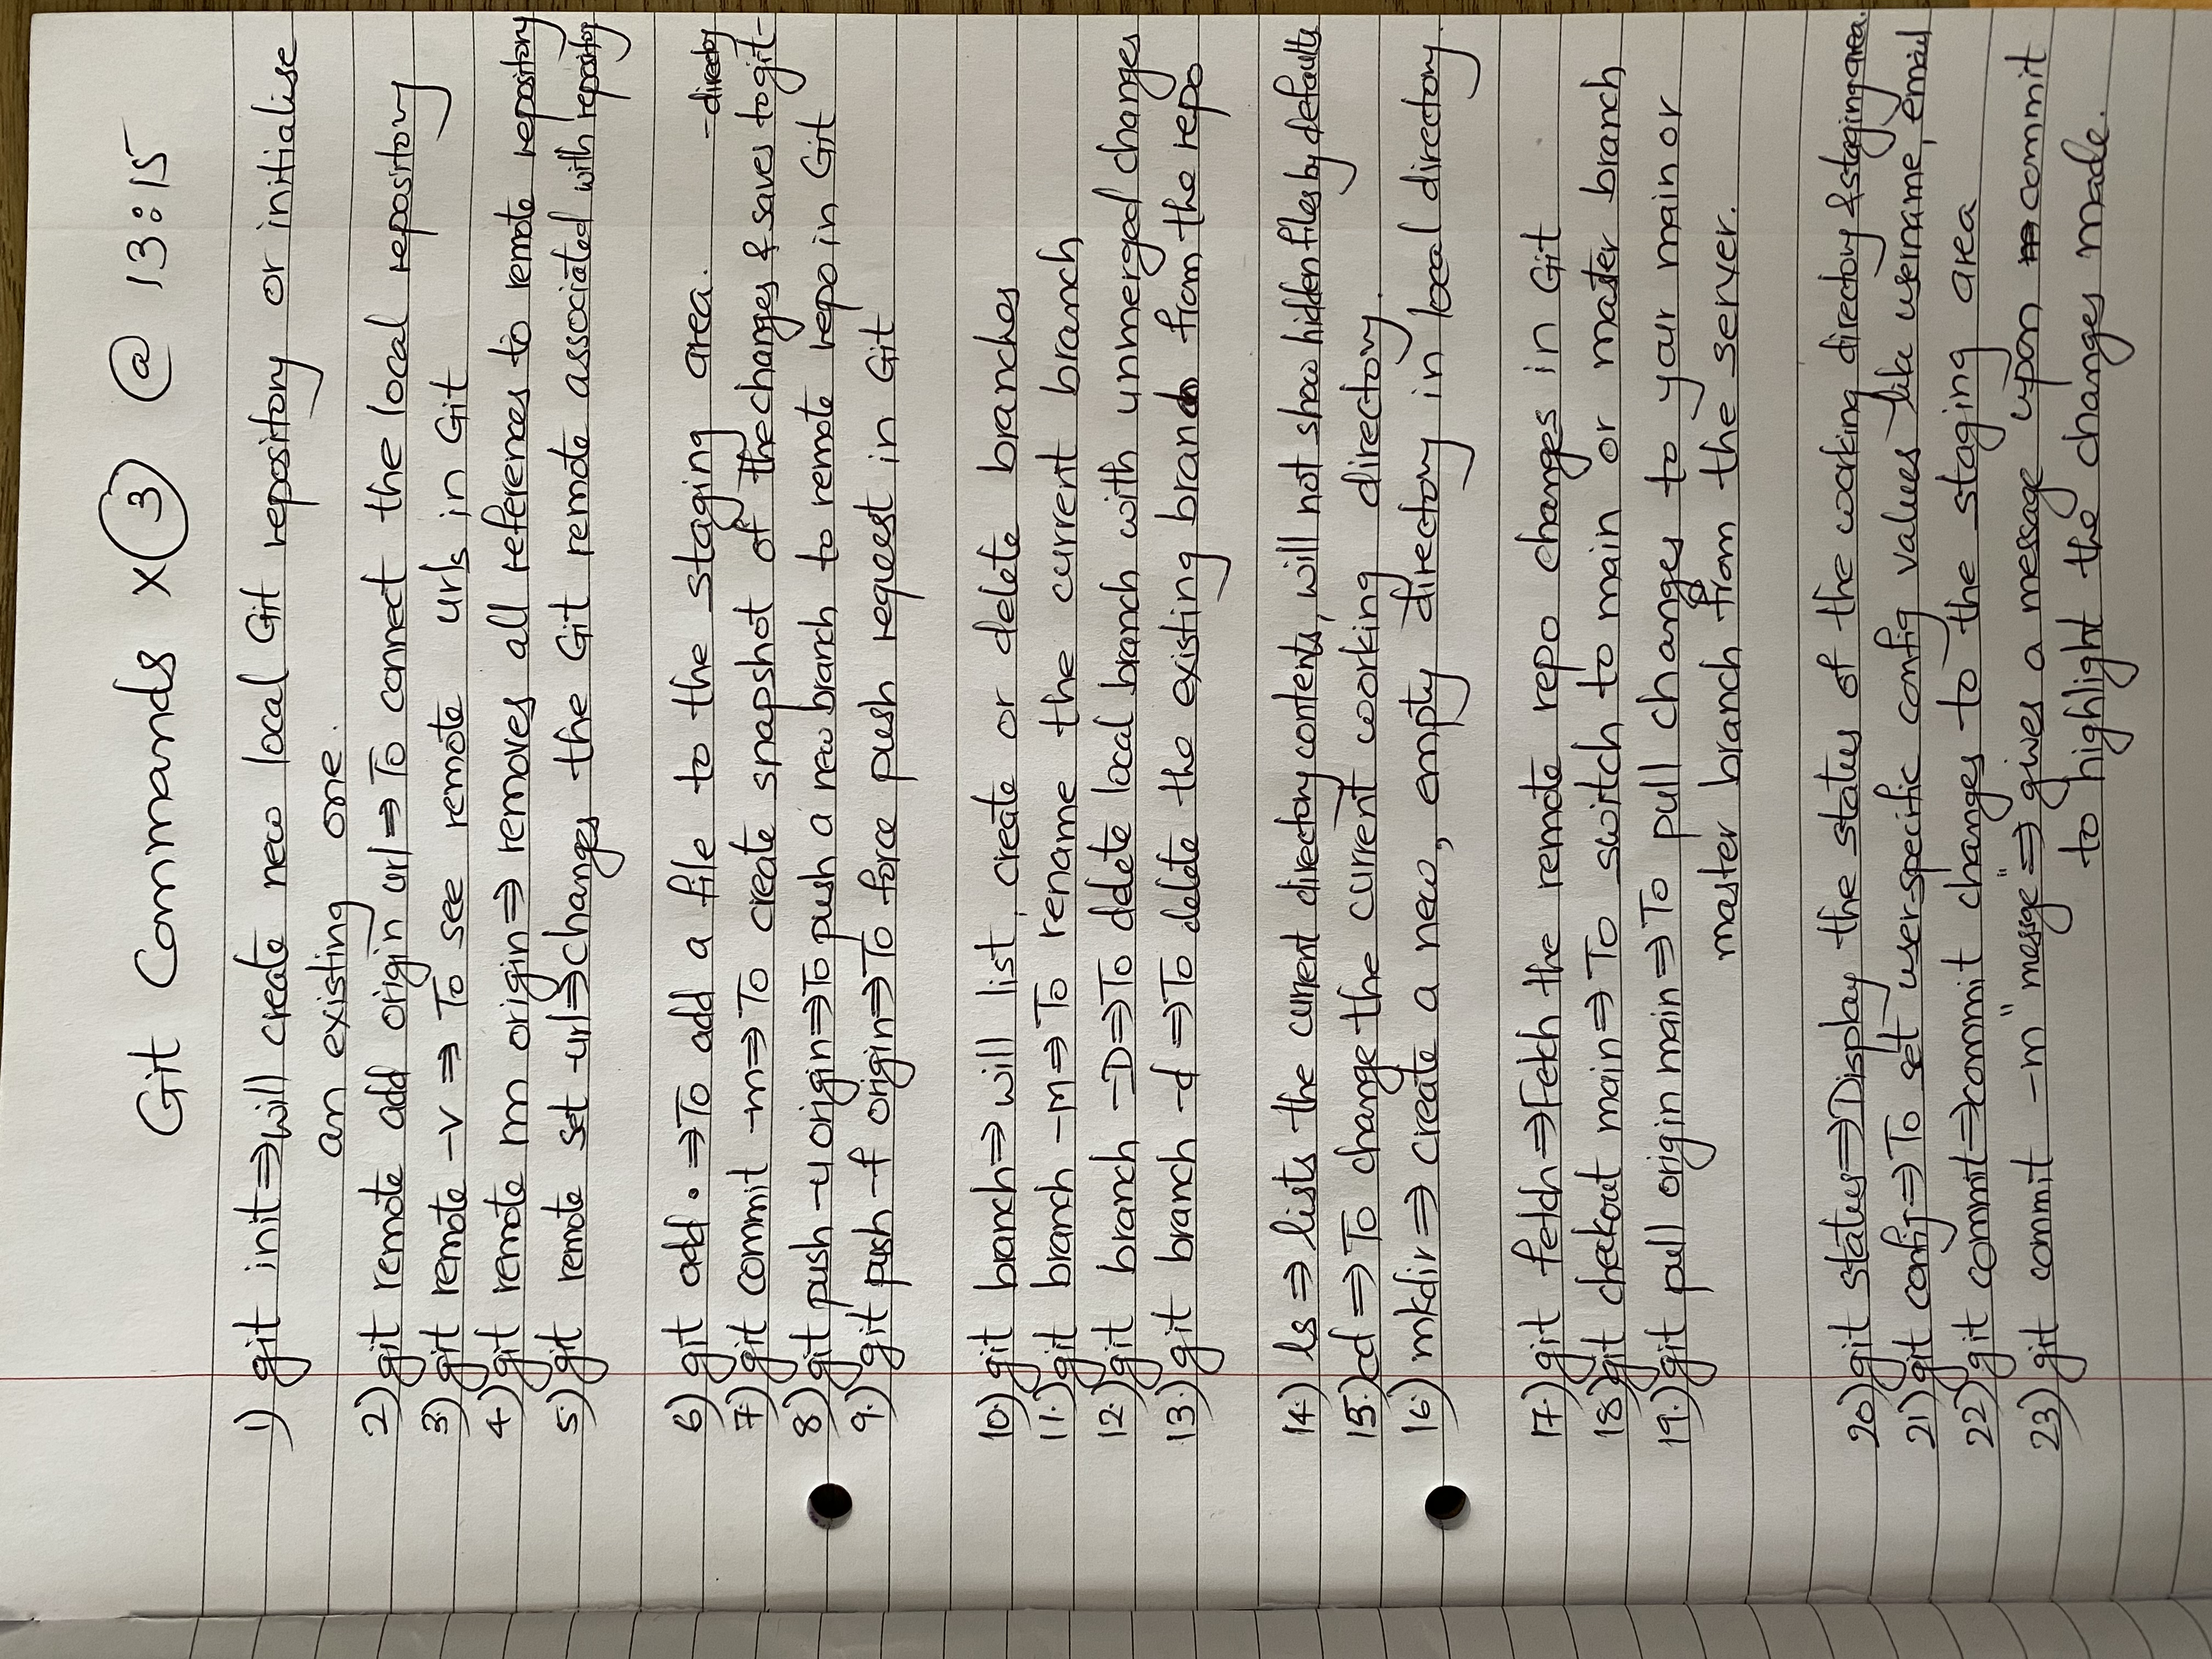 Git Commands x 3 @ 13:15
1) git init ⇒ will create new local Git repository or initialise
an existing one.
2) git remote add origin url ⇒ To connect the local repository
3.) git remote -v ⇒ To see remote urls in Git
4.) git remote rm origin ⇒ removes all references to remote repository
5.) git remote set -url ⇒ changes the Git remote associated with repository
6) git add . ⇒ To add a file to the staging area.
-directory
7.) git commit -m ⇒ To create snapshot of the changes & saves to git-
8.) git push -u origin ⇒ To push a new branch to remote repo in Git
9.) git push -f origin ⇒ To force push request in Git
10.) git branch ⇒ will list, create or delete branches
11.) git branch -m ⇒ To rename the current branch
12.) git branch -D ⇒ To delete local branch with unmerged changes
13.) git branch -d ⇒ To delete the existing branch from the repo
14.) ls ⇒ lists the current directory contents, will not show hidden files by defaults
15.) cd ⇒ To change the current working directory.
16.) mkdir ⇒ create a new, empty directory in local directory.
17.) git fetch ⇒ Fetch the remote repo changes in Git
18.) git checkout main ⇒ To switch to main or master branch
19.) git pull origin main ⇒ To pull changes to your main or
master branch from the server.
20) git status ⇒ Display the status of the working directory & staging area.
21) git config ⇒ To set user-specific config values like username, email
22) git commit ⇒ commit changes to the staging area
23) git commit -m "messge" ⇒ gives a message upon commit
to highlight the changes made.